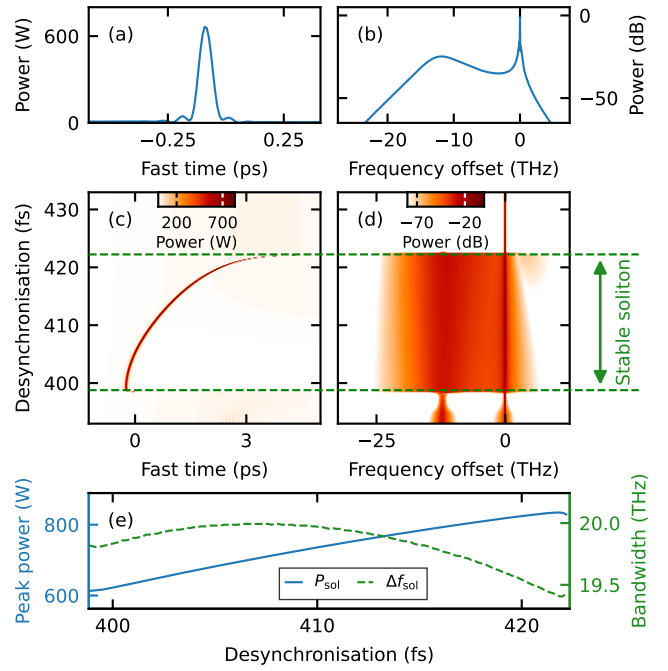 (a)
Power (W)
600
0
−0.25
0.25
Fast time (ps)
(b)
0
−50
Power (dB)
−20
−10
0
Frequency offset (THz)
(c)
200
700
Power (W)
Desynchronisation (fs)
430
420
410
400
0
3
Fast time (ps)
(d)
−70
−20
Power (dB)
−25
0
Frequency offset (THz)
Stable soliton
(e)
Peak power (W)
800
600
P_sol
Δf_sol
20.0
19.5
Bandwidth (THz)
400
410
420
Desynchronisation (fs)